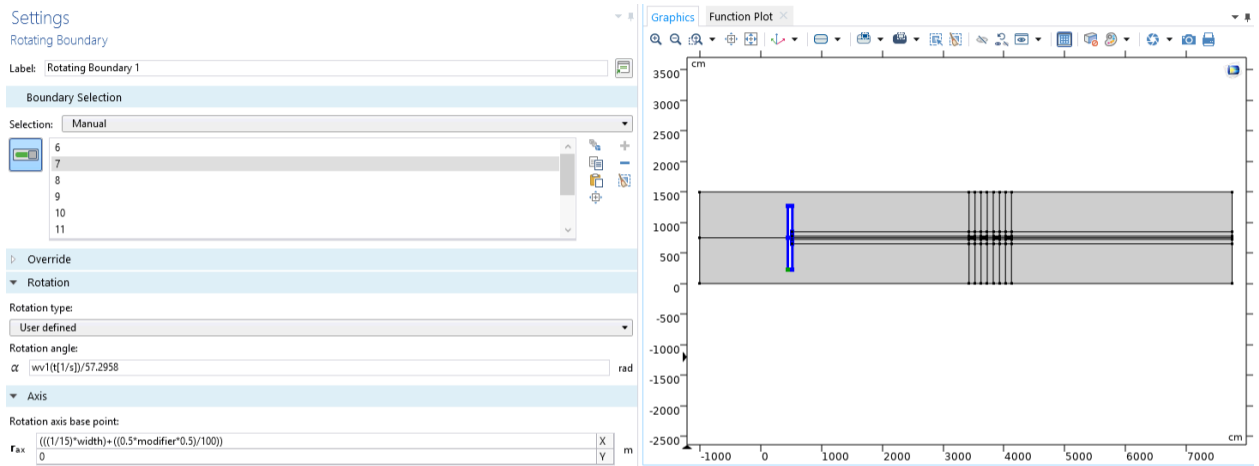 Settings
Rotating Boundary
Label: Rotating Boundary 1
Boundary Selection
Selection: Manual
6
7
8
9
10
11
Override
Rotation
Rotation type:
User defined
Rotation angle:
α wv1(t[1/s])/57.2958 rad
Axis
Rotation axis base point:
rax (((1/15)*width)+((0.5*modifier*0.5)/100)) X m
0 Y
Graphics Function Plot
cm
3500
3000
2500
2000
1500
1000
500
0
-500
-1000
-1500
-2000
-2500
cm
-1000 0 1000 2000 3000 4000 5000 6000 7000